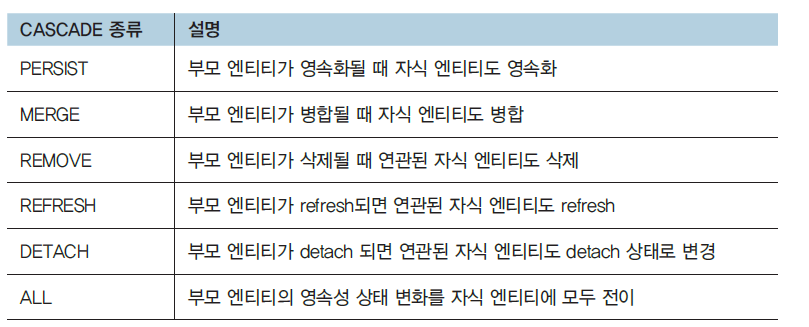 CASCADE 종류 설명
PERSIST 부모 엔티티가 영속화될 때 자식 엔티티도 영속화
MERGE 부모 엔티티가 병합될 때 자식 엔티티도 병합
REMOVE 부모 엔티티가 삭제될 때 연관된 자식 엔티티도 삭제
REFRESH 부모 엔티티가 refresh되면 연관된 자식 엔티티도 refresh
DETACH 부모 엔티티가 detach 되면 연관된 자식 엔티티도 detach 상태로 변경
ALL 부모 엔티티의 영속성 상태 변화를 자식 엔티티에 모두 전이